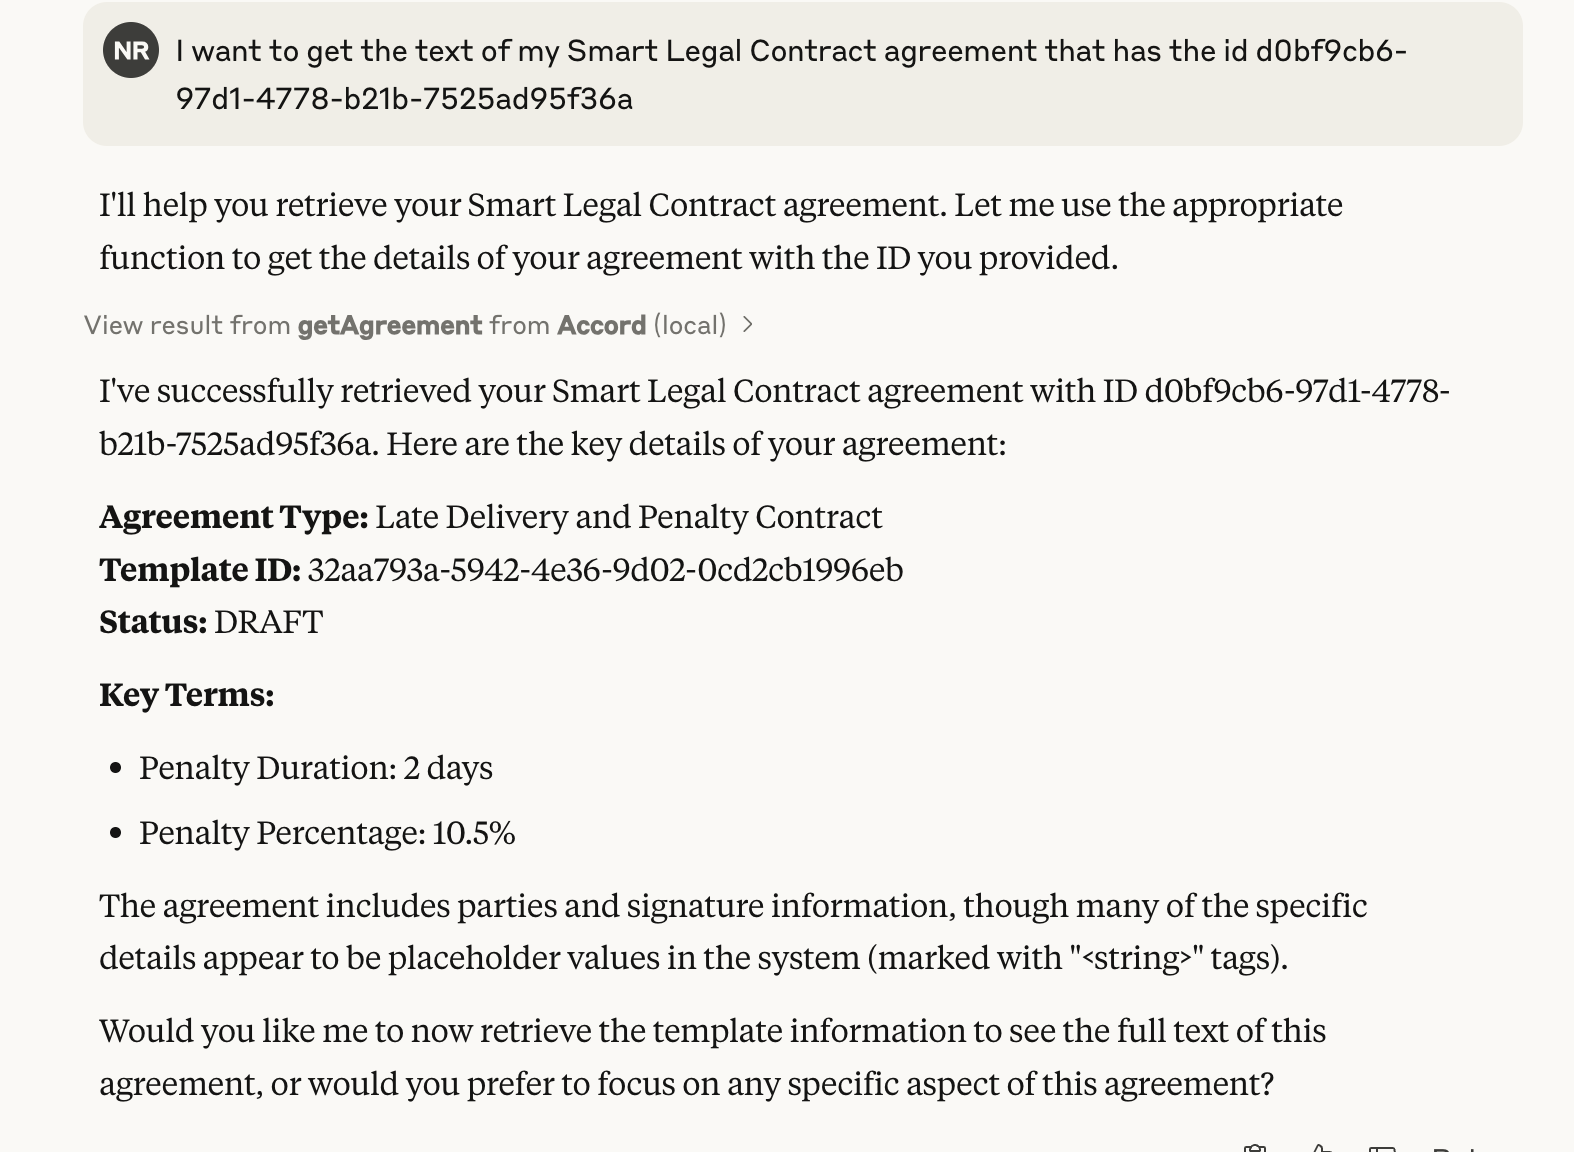 NR
I want to get the text of my Smart Legal Contract agreement that has the id d0bf9cb6-
97d1-4778-b21b-7525ad95f36a
I'll help you retrieve your Smart Legal Contract agreement. Let me use the appropriate
function to get the details of your agreement with the ID you provided.
View result from getAgreement from Accord (local)
I've successfully retrieved your Smart Legal Contract agreement with ID d0bf9cb6-97d1-4778-
b21b-7525ad95f36a. Here are the key details of your agreement:
Agreement Type: Late Delivery and Penalty Contract
Template ID: 32aa793a-5942-4e36-9d02-0cd2cb1996eb
Status: DRAFT
Key Terms:
• Penalty Duration: 2 days
• Penalty Percentage: 10.5%
The agreement includes parties and signature information, though many of the specific
details appear to be placeholder values in the system (marked with "<string>" tags).
Would you like me to now retrieve the template information to see the full text of this
agreement, or would you prefer to focus on any specific aspect of this agreement?